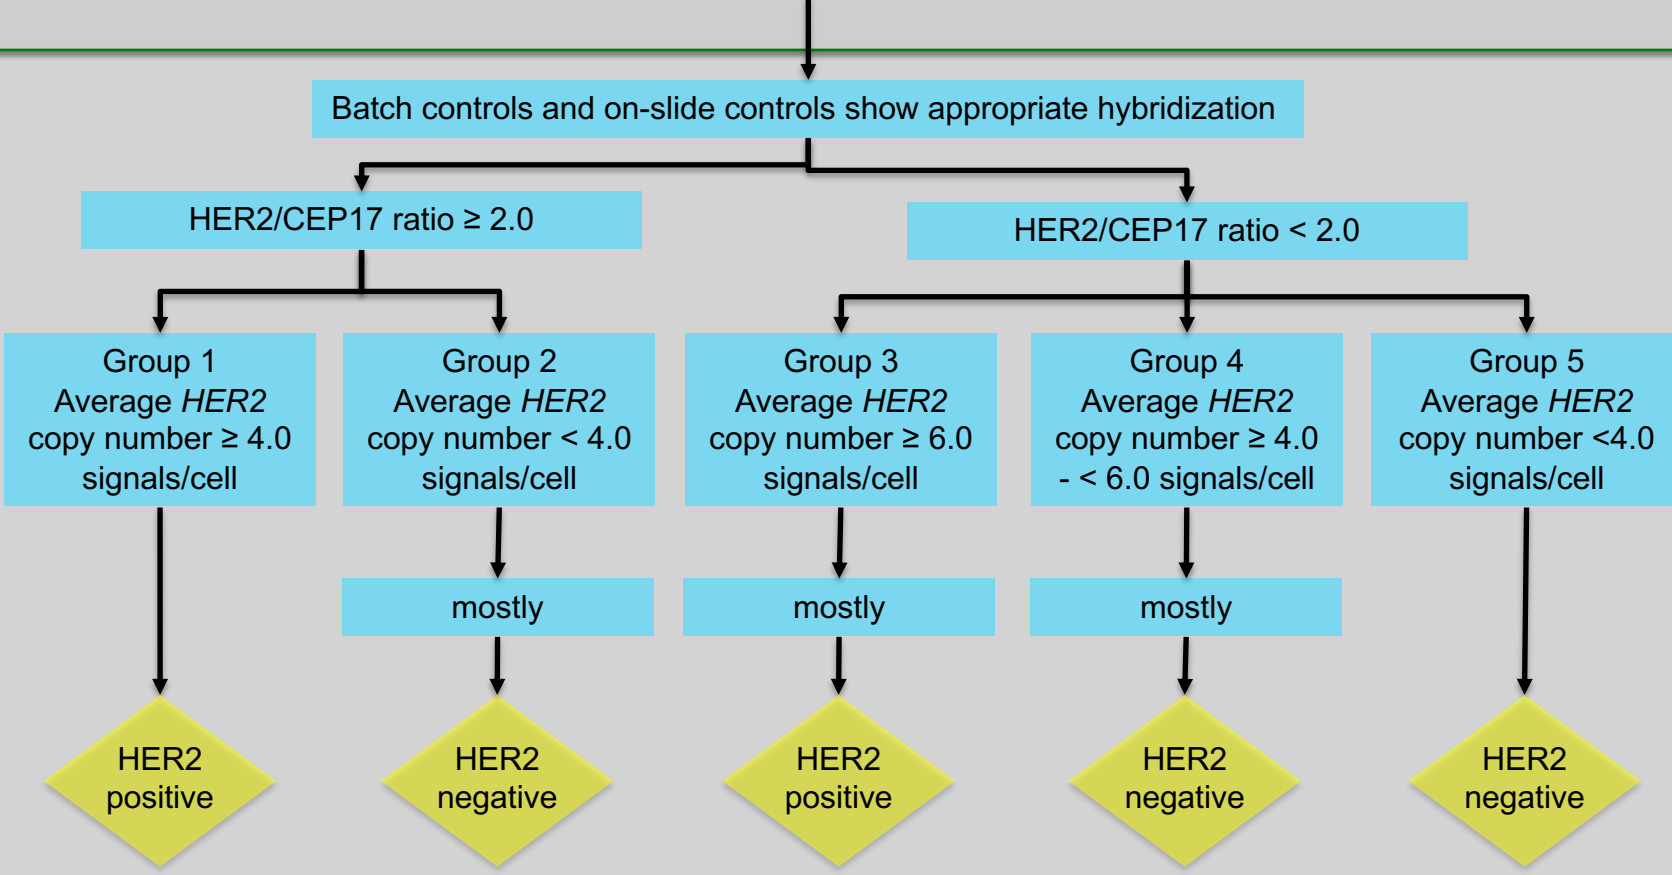 Batch controls and on-slide controls show appropriate hybridization
HER2/CEP17 ratio ≥ 2.0
HER2/CEP17 ratio < 2.0
Group 1
Average HER2
copy number ≥ 4.0
signals/cell
Group 2
Average HER2
copy number < 4.0
signals/cell
Group 3
Average HER2
copy number ≥ 6.0
signals/cell
Group 4
Average HER2
copy number ≥ 4.0
- < 6.0 signals/cell
Group 5
Average HER2
copy number <4.0
signals/cell
mostly
mostly
mostly
HER2
positive
HER2
negative
HER2
positive
HER2
negative
HER2
negative